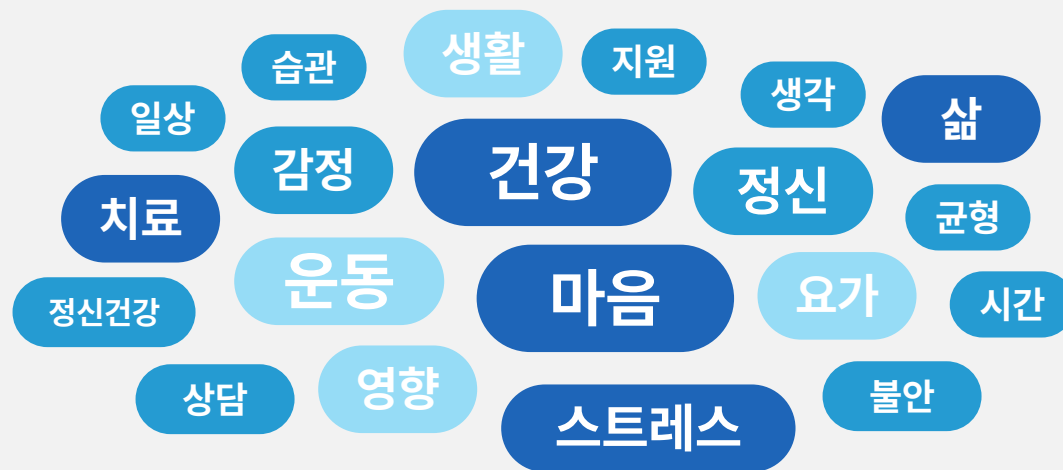 생활
습관
지원
생각
삶
일상
감정
건강
정신
치료
균형
운동
마음
요가
시간
정신건강
상담
영향
스트레스
불안